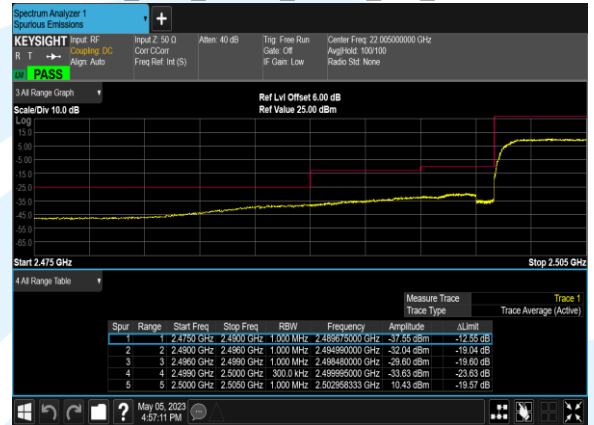 Spectrum Analyzer 1
Spurious Emissions
+
KEYSIGHT Input: RF Input Z: 50 Ω Atten: 40 dB Trig: Free Run Center Freq: 22.005000000 GHz
R T Coupling: DC Corr CCorr Gate: Off Avg|Hold: 100/100
Align: Auto Freq Ref: Int (S) IF Gain: Low Radio Std: None
PASS
3 All Range Graph
Ref Lvl Offset 6.00 dB
Scale/Div 10.0 dB Ref Value 25.00 dBm
Log
15.0
5.00
-5.00
-15.0
-25.0
-35.0
-45.0
-55.0
-65.0
Start 2.475 GHz Stop 2.505 GHz
4 All Range Table
Measure Trace Trace 1
Trace Type Trace Average (Active)
Spur Range Start Freq Stop Freq RBW Frequency Amplitude ΔLimit
1 1 2.4750 GHz 2.4900 GHz 1.000 MHz 2.489675000 GHz -37.55 dBm -12.55 dB
2 2 2.4900 GHz 2.4960 GHz 1.000 MHz 2.494990000 GHz -32.04 dBm -19.04 dB
3 3 2.4960 GHz 2.4990 GHz 1.000 MHz 2.498480000 GHz -29.60 dBm -19.60 dB
4 4 2.4990 GHz 2.5000 GHz 300.0 kHz 2.499995000 GHz -33.63 dBm -23.63 dB
5 5 2.5000 GHz 2.5050 GHz 1.000 MHz 2.502958333 GHz 10.43 dBm -19.57 dB
? May 05, 2023
4:57:11 PM